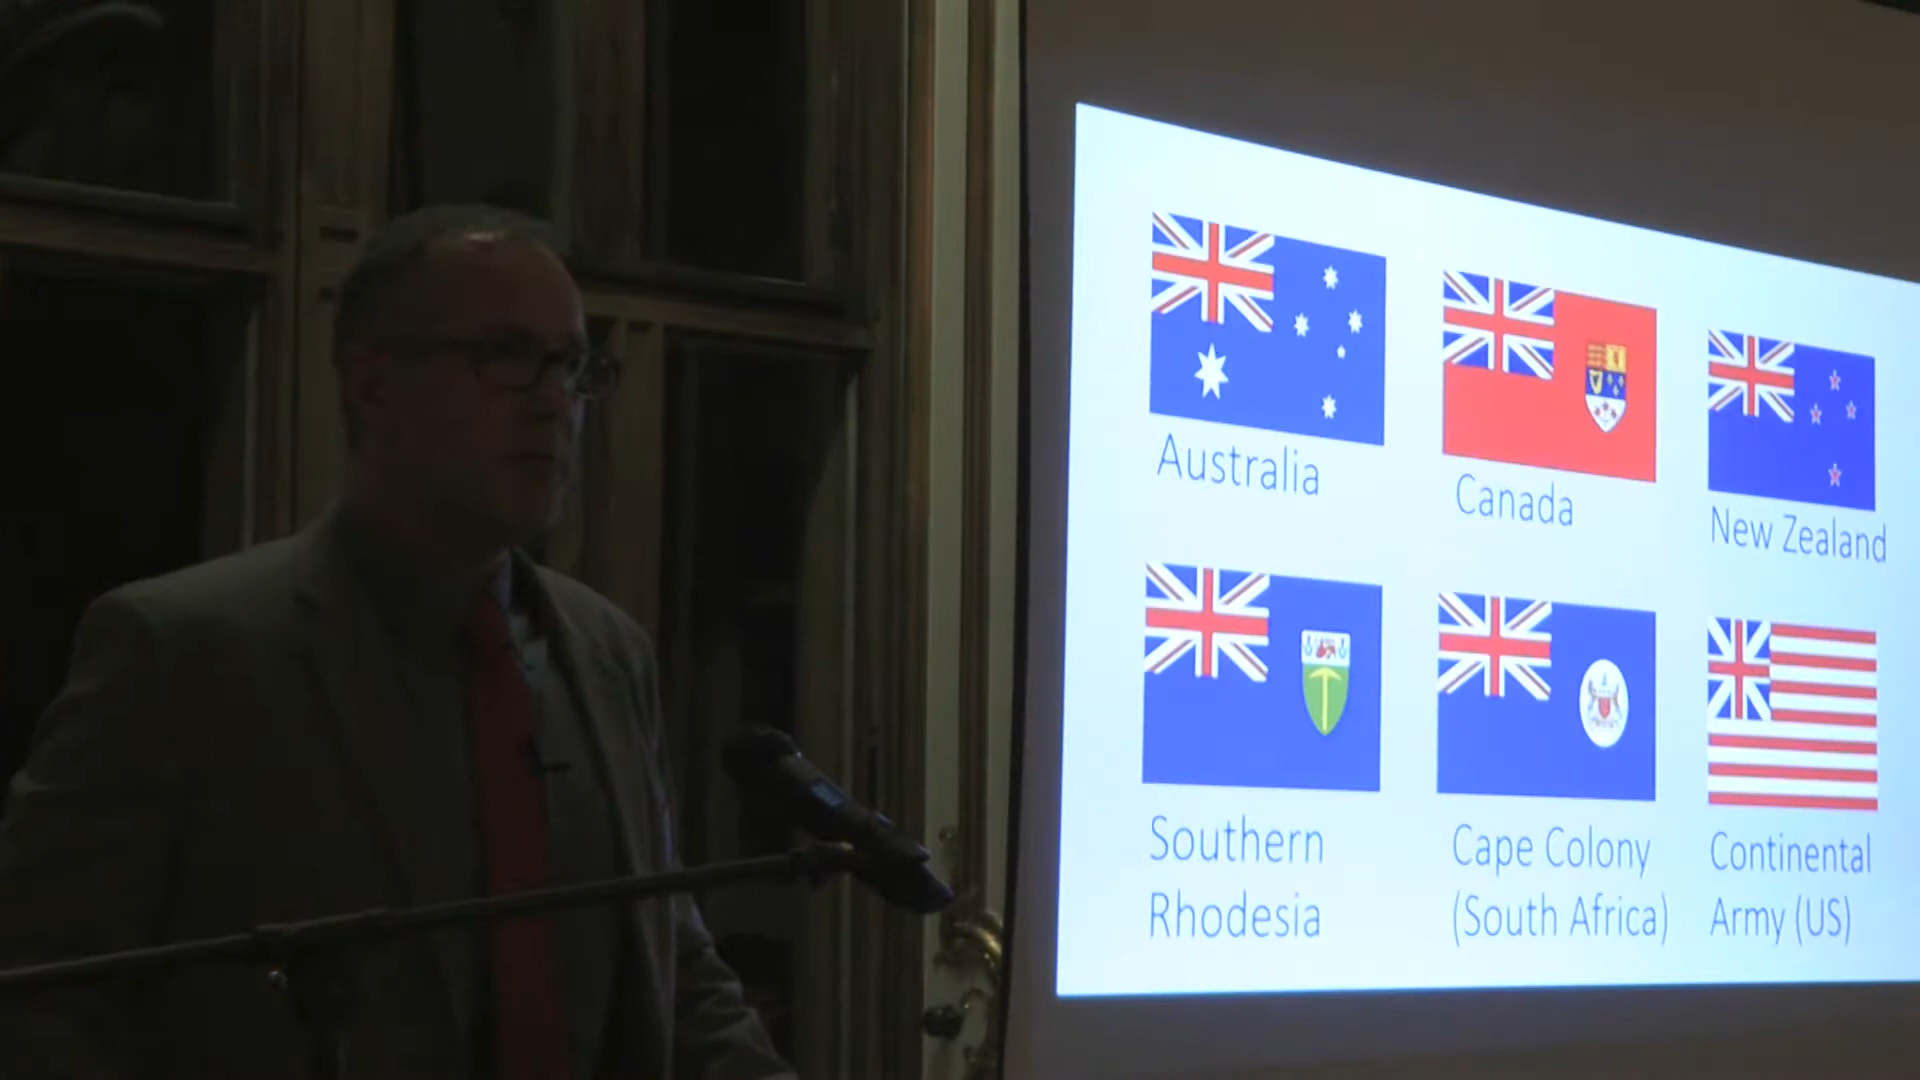 Australia
Canada
New Zealand
Southern
Rhodesia
Cape Colony
(South Africa)
Continental
Army (US)